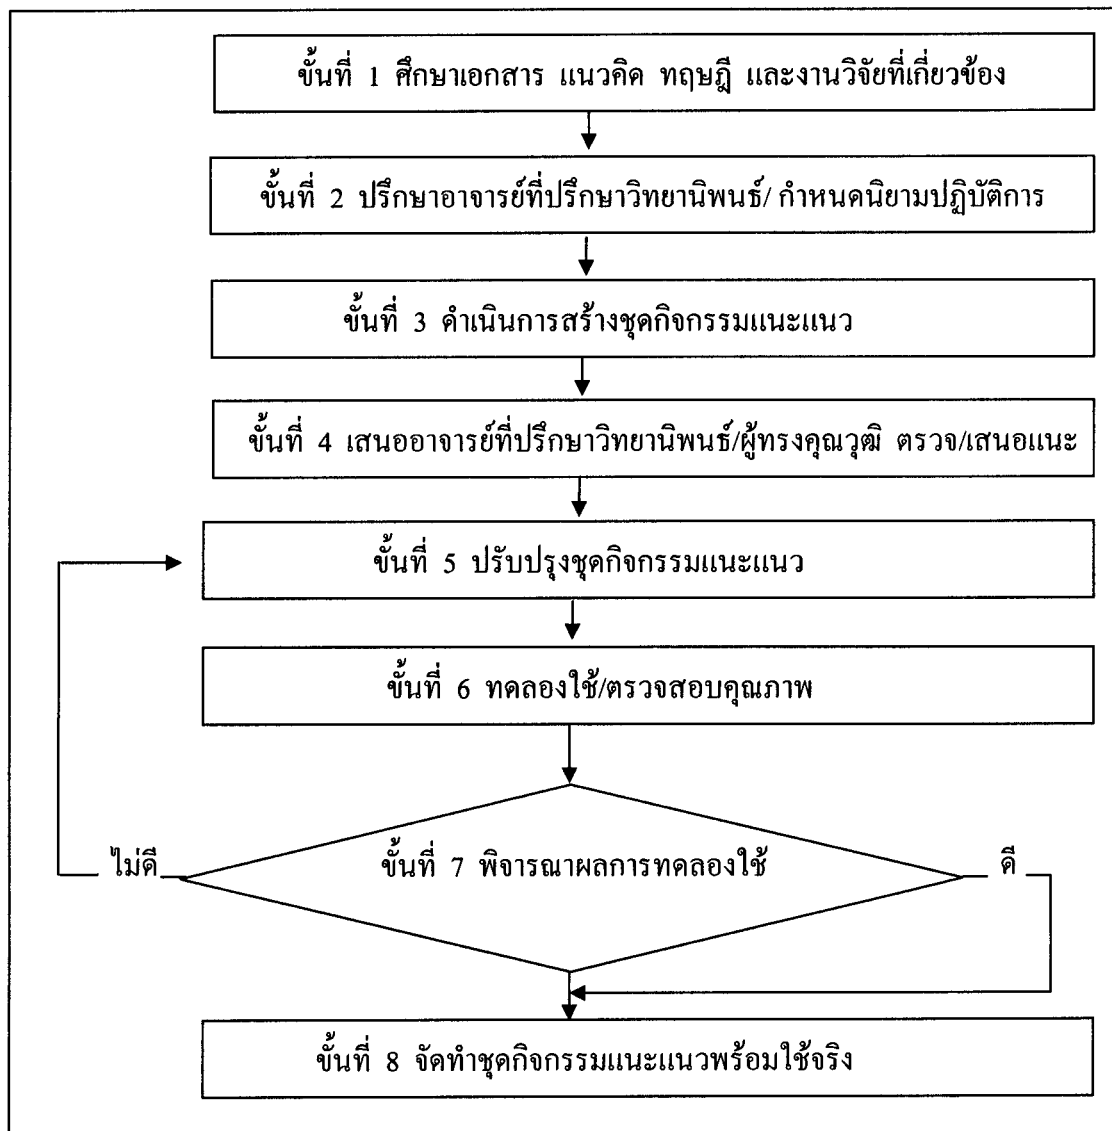 ขั้นที่ 1 ศึกษาเอกสาร แนวคิด ทฤษฎี และงานวิจัยที่เกี่ยวข้อง
ขั้นที่ 2 ปรึกษาอาจารย์ที่ปรึกษาวิทยานิพนธ์/ กำหนดนิยามปฏิบัติการ
ขั้นที่ 3 ดำเนินการสร้างชุดกิจกรรมแนะแนว
ขั้นที่ 4 เสนออาจารย์ที่ปรึกษาวิทยานิพนธ์/ผู้ทรงคุณวุฒิ ตรวจ/เสนอแนะ
ขั้นที่ 5 ปรับปรุงชุดกิจกรรมแนะแนว
ขั้นที่ 6 ทดลองใช้/ตรวจสอบคุณภาพ
ไม่ดี
ขั้นที่ 7 พิจารณาผลการทดลองใช้
ดี
ขั้นที่ 8 จัดทำชุดกิจกรรมแนะแนวพร้อมใช้จริง